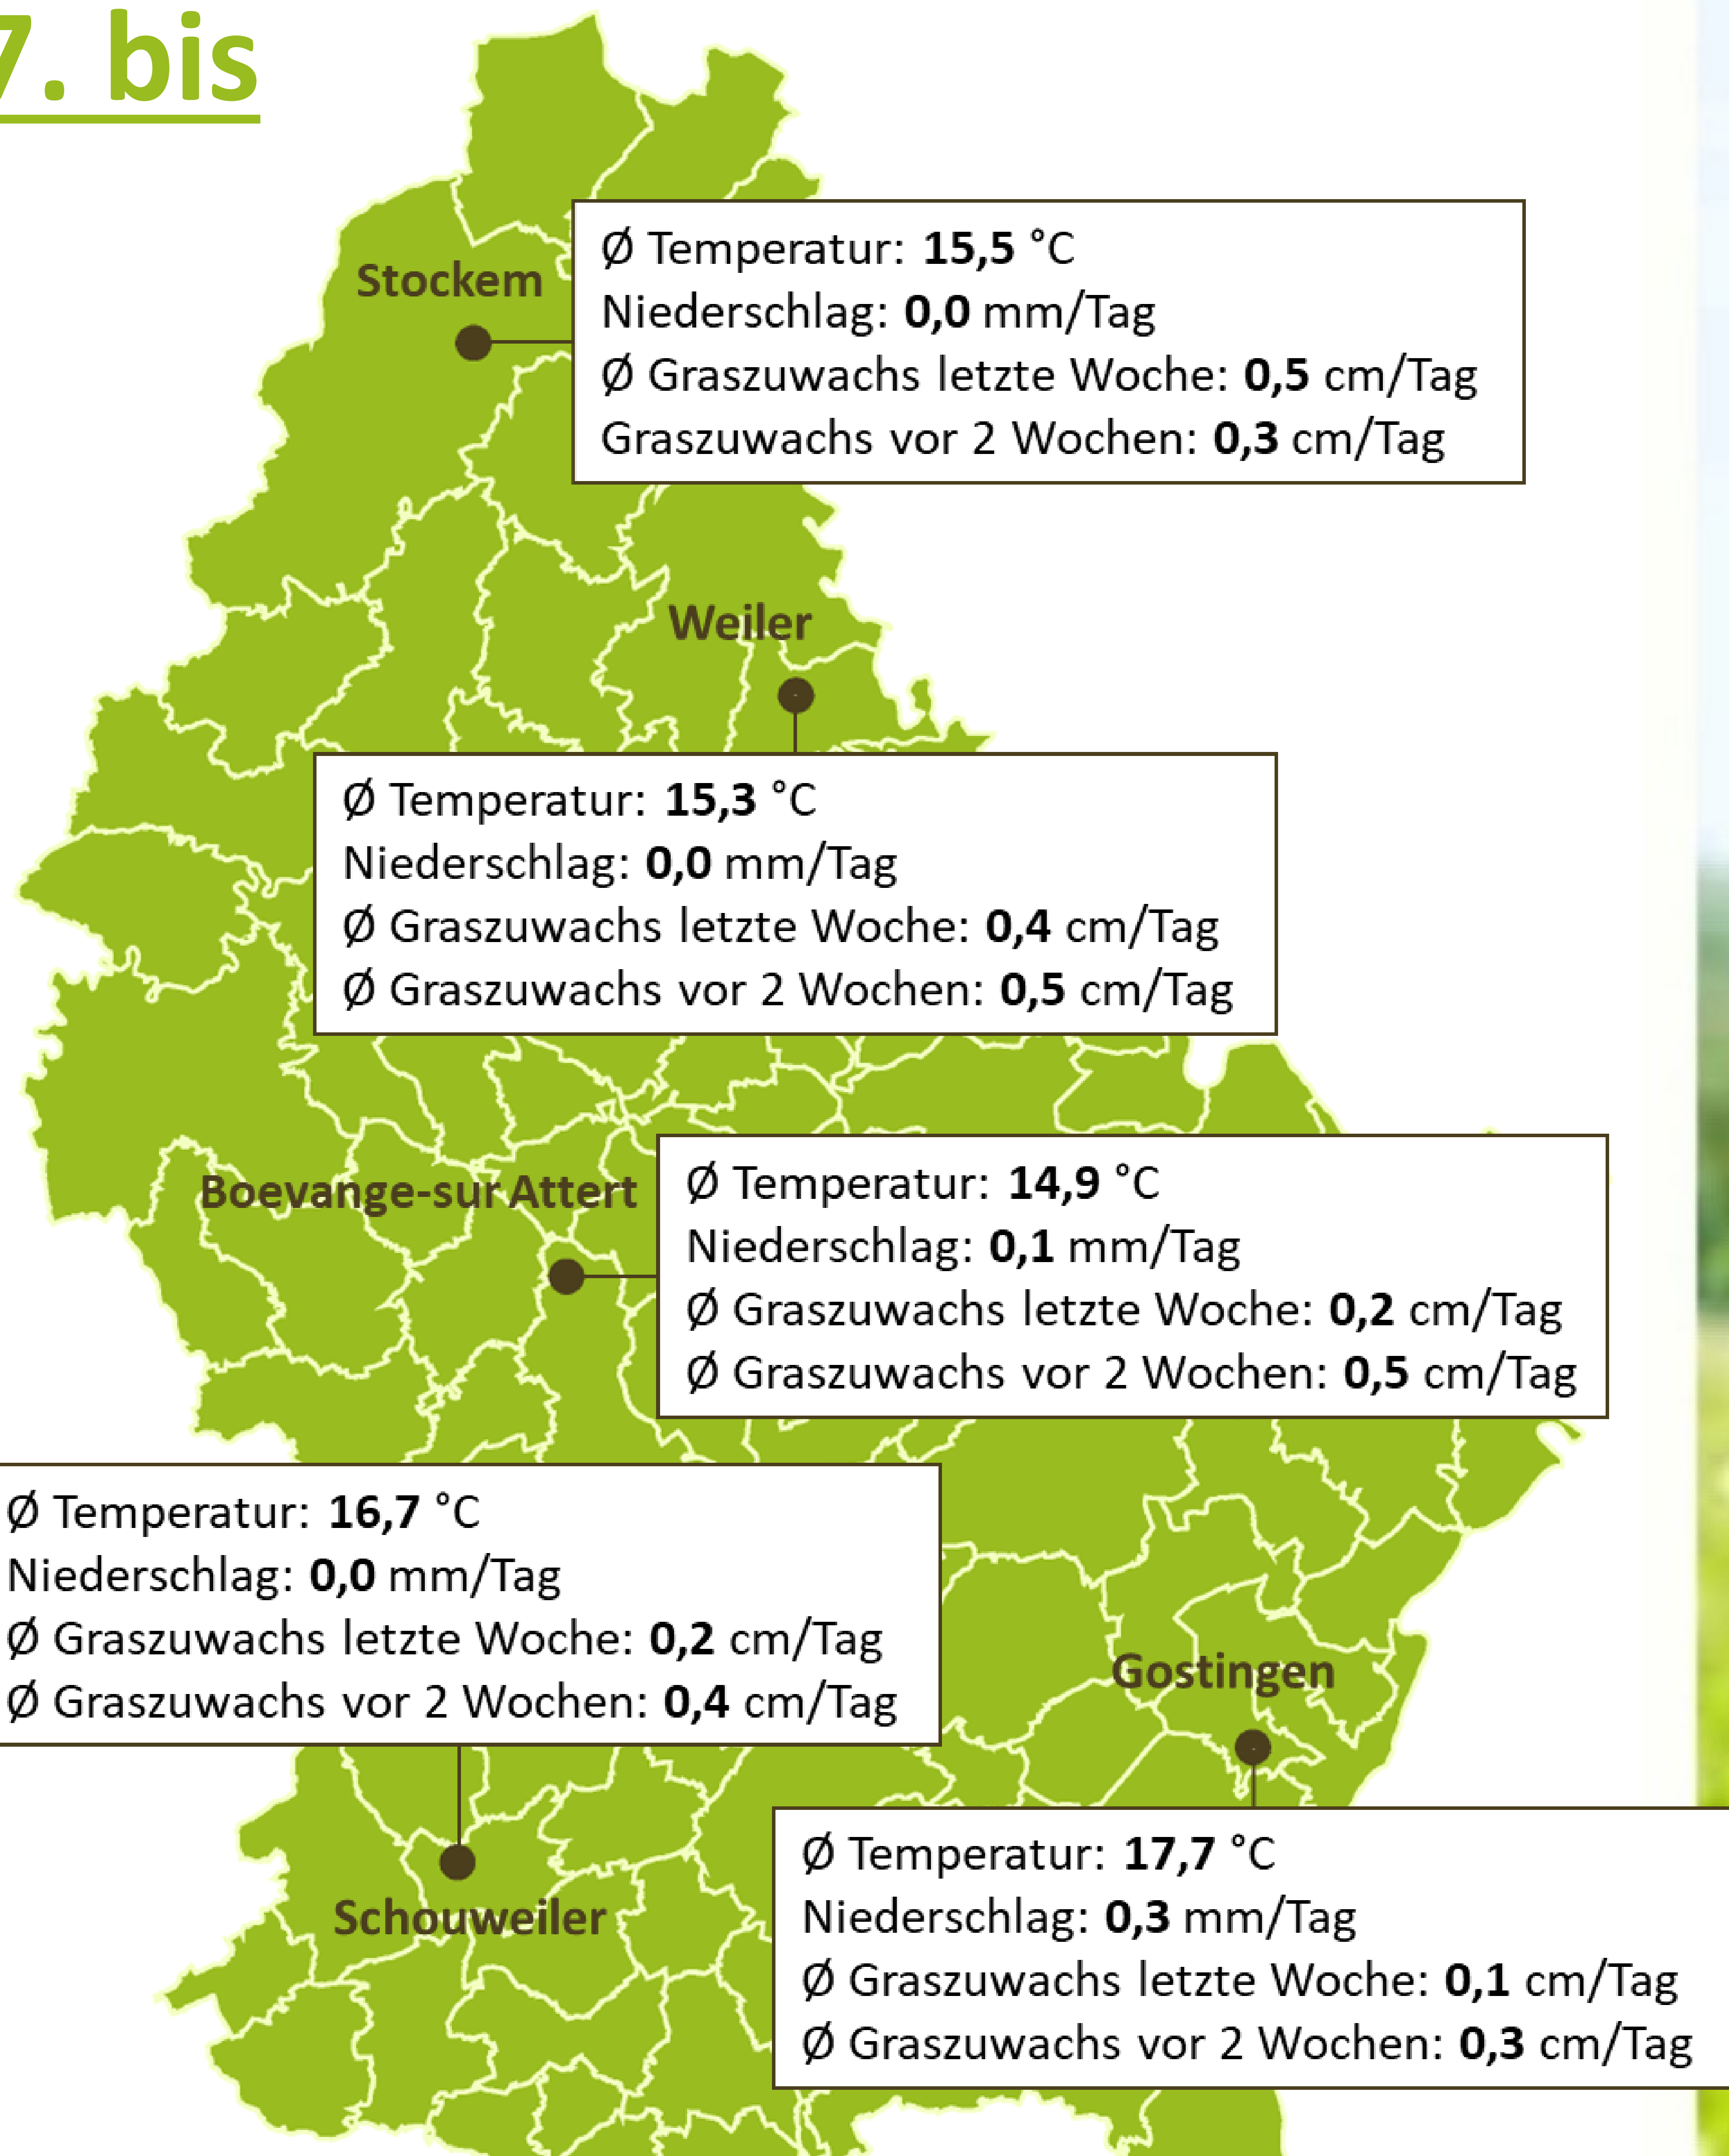 7. bis
Stockem
Ø Temperatur: 15,5 °C
Niederschlag: 0,0 mm/Tag
Ø Graszuwachs letzte Woche: 0,5 cm/Tag
Graszuwachs vor 2 Wochen: 0,3 cm/Tag
Weiler
Ø Temperatur: 15,3 °C
Niederschlag: 0,0 mm/Tag
Ø Graszuwachs letzte Woche: 0,4 cm/Tag
Ø Graszuwachs vor 2 Wochen: 0,5 cm/Tag
Boevange-sur Attert
Ø Temperatur: 14,9 °C
Niederschlag: 0,1 mm/Tag
Ø Graszuwachs letzte Woche: 0,2 cm/Tag
Ø Graszuwachs vor 2 Wochen: 0,5 cm/Tag
Ø Temperatur: 16,7 °C
Niederschlag: 0,0 mm/Tag
Ø Graszuwachs letzte Woche: 0,2 cm/Tag
Ø Graszuwachs vor 2 Wochen: 0,4 cm/Tag
Schouweiler
Gostingen
Ø Temperatur: 17,7 °C
Niederschlag: 0,3 mm/Tag
Ø Graszuwachs letzte Woche: 0,1 cm/Tag
Ø Graszuwachs vor 2 Wochen: 0,3 cm/Tag